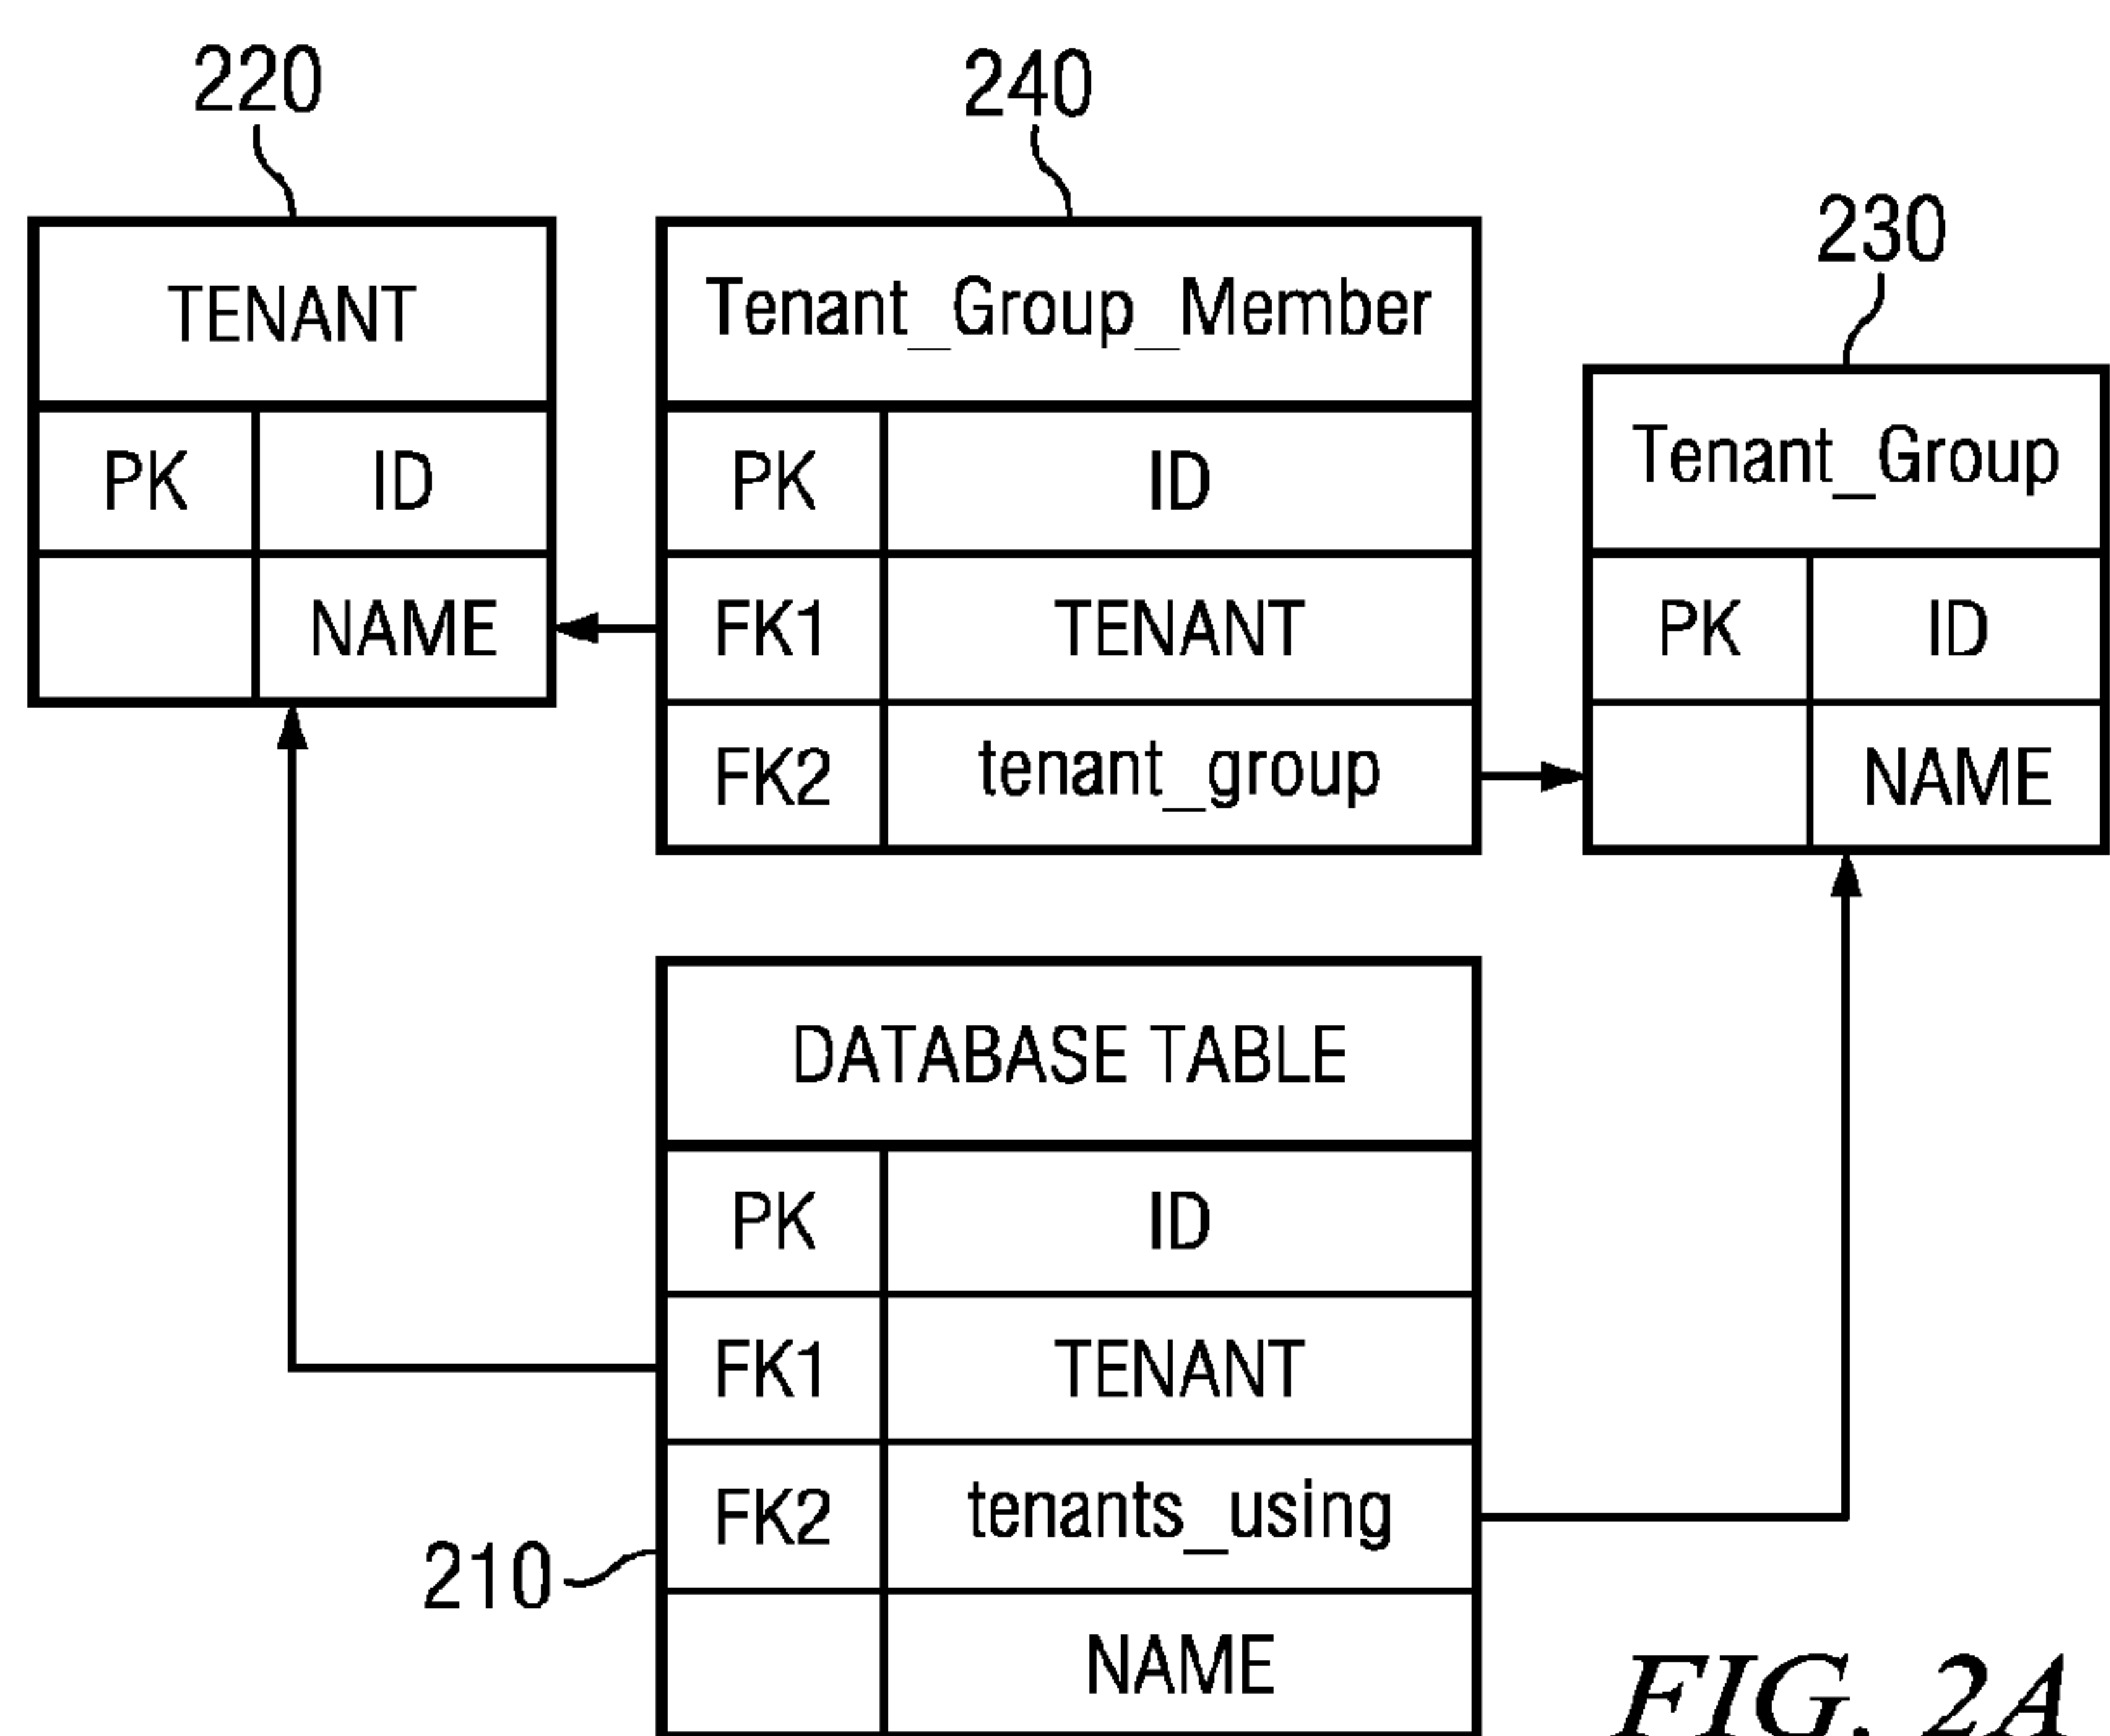 220
240
230
TENANT
PK ID
NAME
Tenant_Group_Member
PK ID
FK1 TENANT
FK2 tenant_group
Tenant_Group
PK ID
NAME
DATABASE TABLE
PK ID
FK1 TENANT
FK2 tenants_using
NAME
210
FIG. 2A